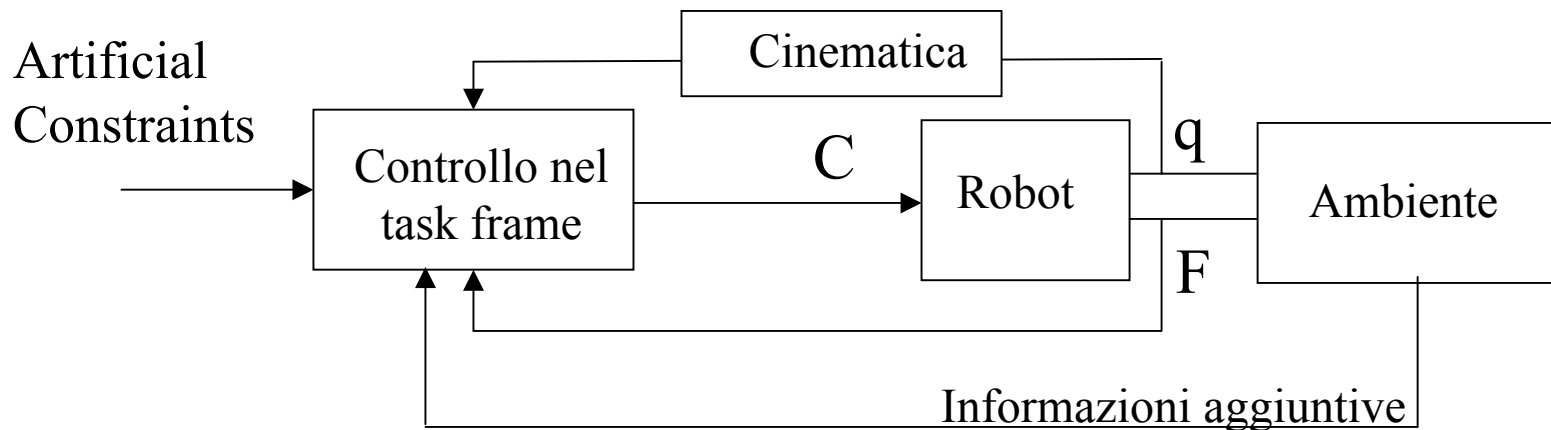 Artificial
Constraints
Cinematica
Controllo nel
task frame
C
Robot
q
F
Ambiente
Informazioni aggiuntive